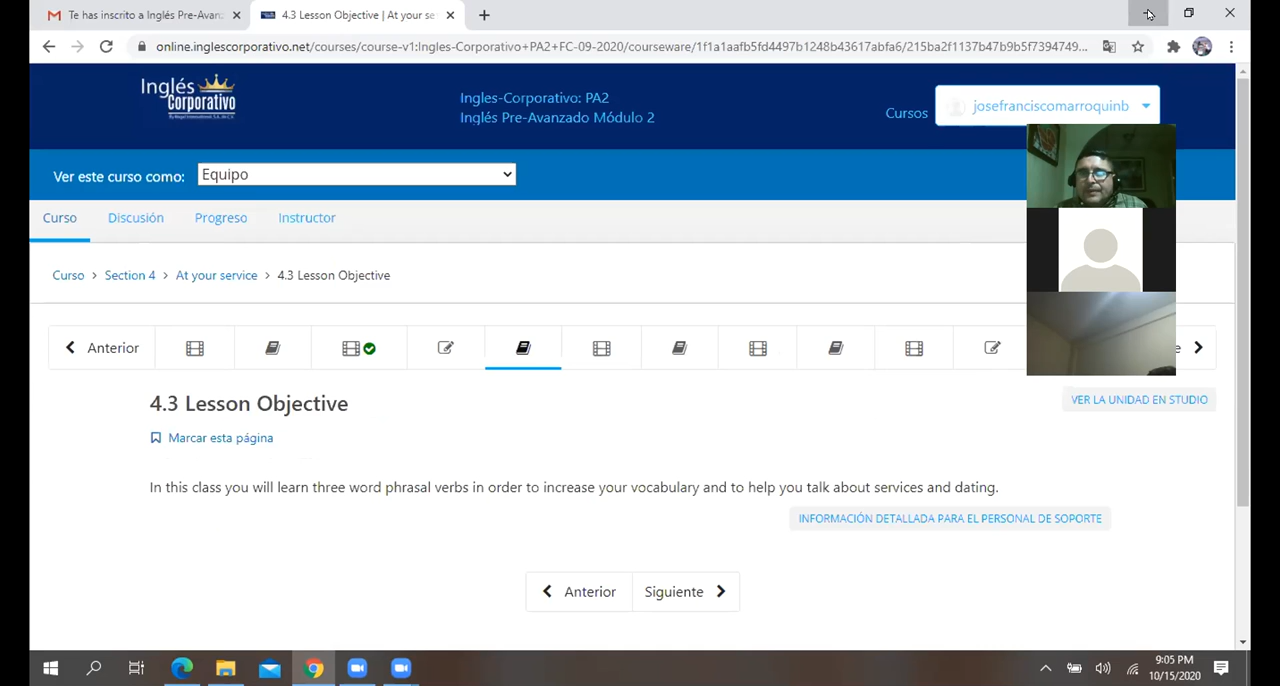 Te has inscrito a Inglés Pre-Avanz
4.3 Lesson Objective | At your se
online.inglescorporativo.net/courses/course-v1:Ingles-Corporativo+PA2+FC-09-2020/courseware/1f1a1aafb5fd4497b1248b43617abfa6/215ba2f1137b47b9b5f7394749...
Inglés
Corporativo
Ingles-Corporativo: PA2
Inglés Pre-Avanzado Módulo 2
Cursos
josefranciscomarroquinb
Ver este curso como:
Equipo
Curso Discusión Progreso Instructor
Curso > Section 4 > At your service > 4.3 Lesson Objective
Anterior
e
4.3 Lesson Objective
VER LA UNIDAD EN STUDIO
Marcar esta página
In this class you will learn three word phrasal verbs in order to increase your vocabulary and to help you talk about services and dating.
INFORMACIÓN DETALLADA PARA EL PERSONAL DE SOPORTE
Anterior Siguiente
9:05 PM
10/15/2020